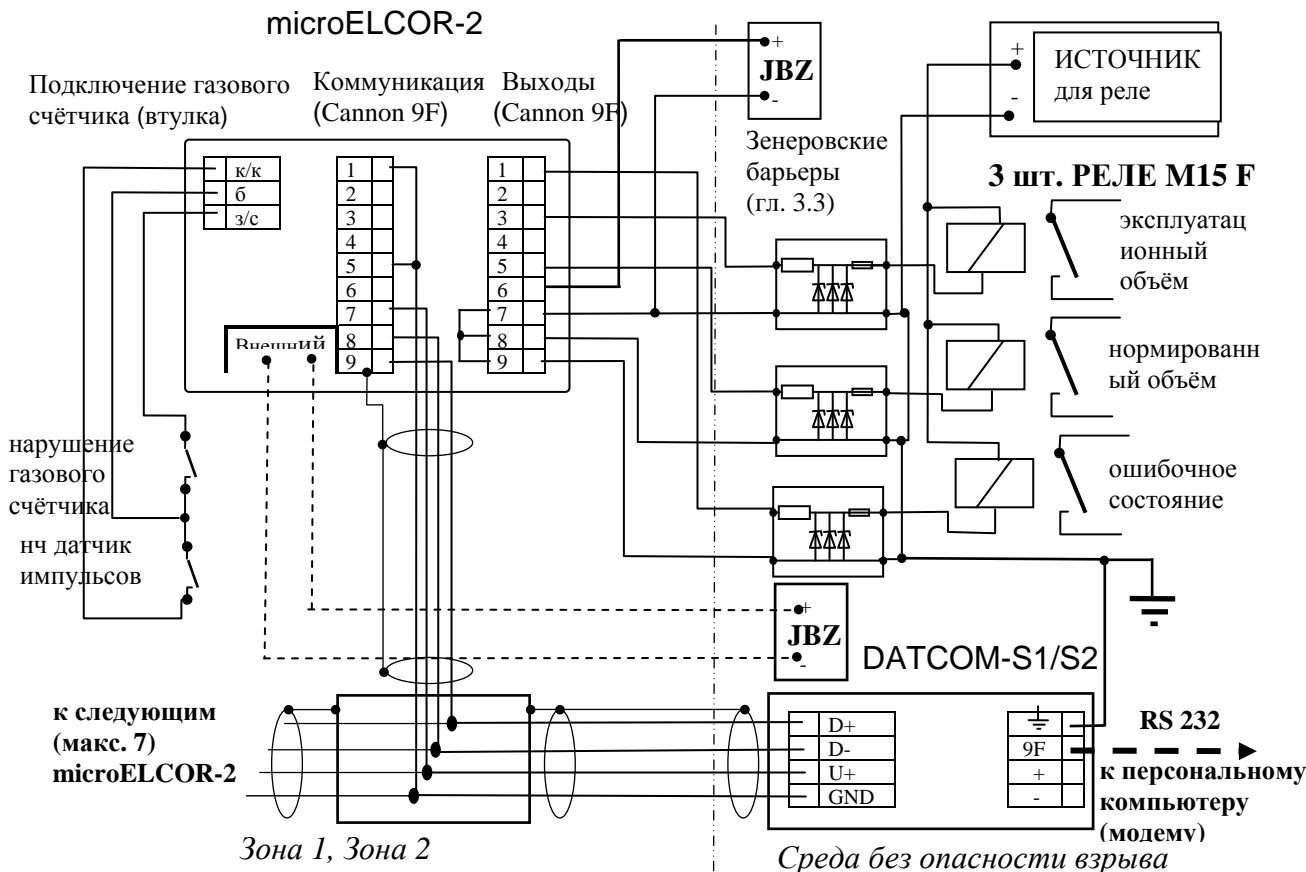 microELCOR-2
Подключение газового
счётчика (втулка)
Коммуникация
(Cannon 9F)
Выходы
(Cannon 9F)
к/к
б
з/с
1
2
3
4
5
6
7
8
9
1
2
3
4
5
6
7
8
9
Внешний
+
JBZ
-
Зенеровские
барьеры
(гл. 3.3)
+
-
ИСТОЧНИК
для реле
3 шт. РЕЛЕ M15 F
эксплуатац
ионный
объём
нормированн
ый объём
ошибочное
состояние
нарушение
газового
счётчика
нч датчик
импульсов
+
JBZ
-
DATCOM-S1/S2
к следующим
(макс. 7)
microELCOR-2
D+
D-
U+
GND
9F
+
-
RS 232
к персональному
компьютеру
(модему)
Зона 1, Зона 2
Среда без опасности взрыва